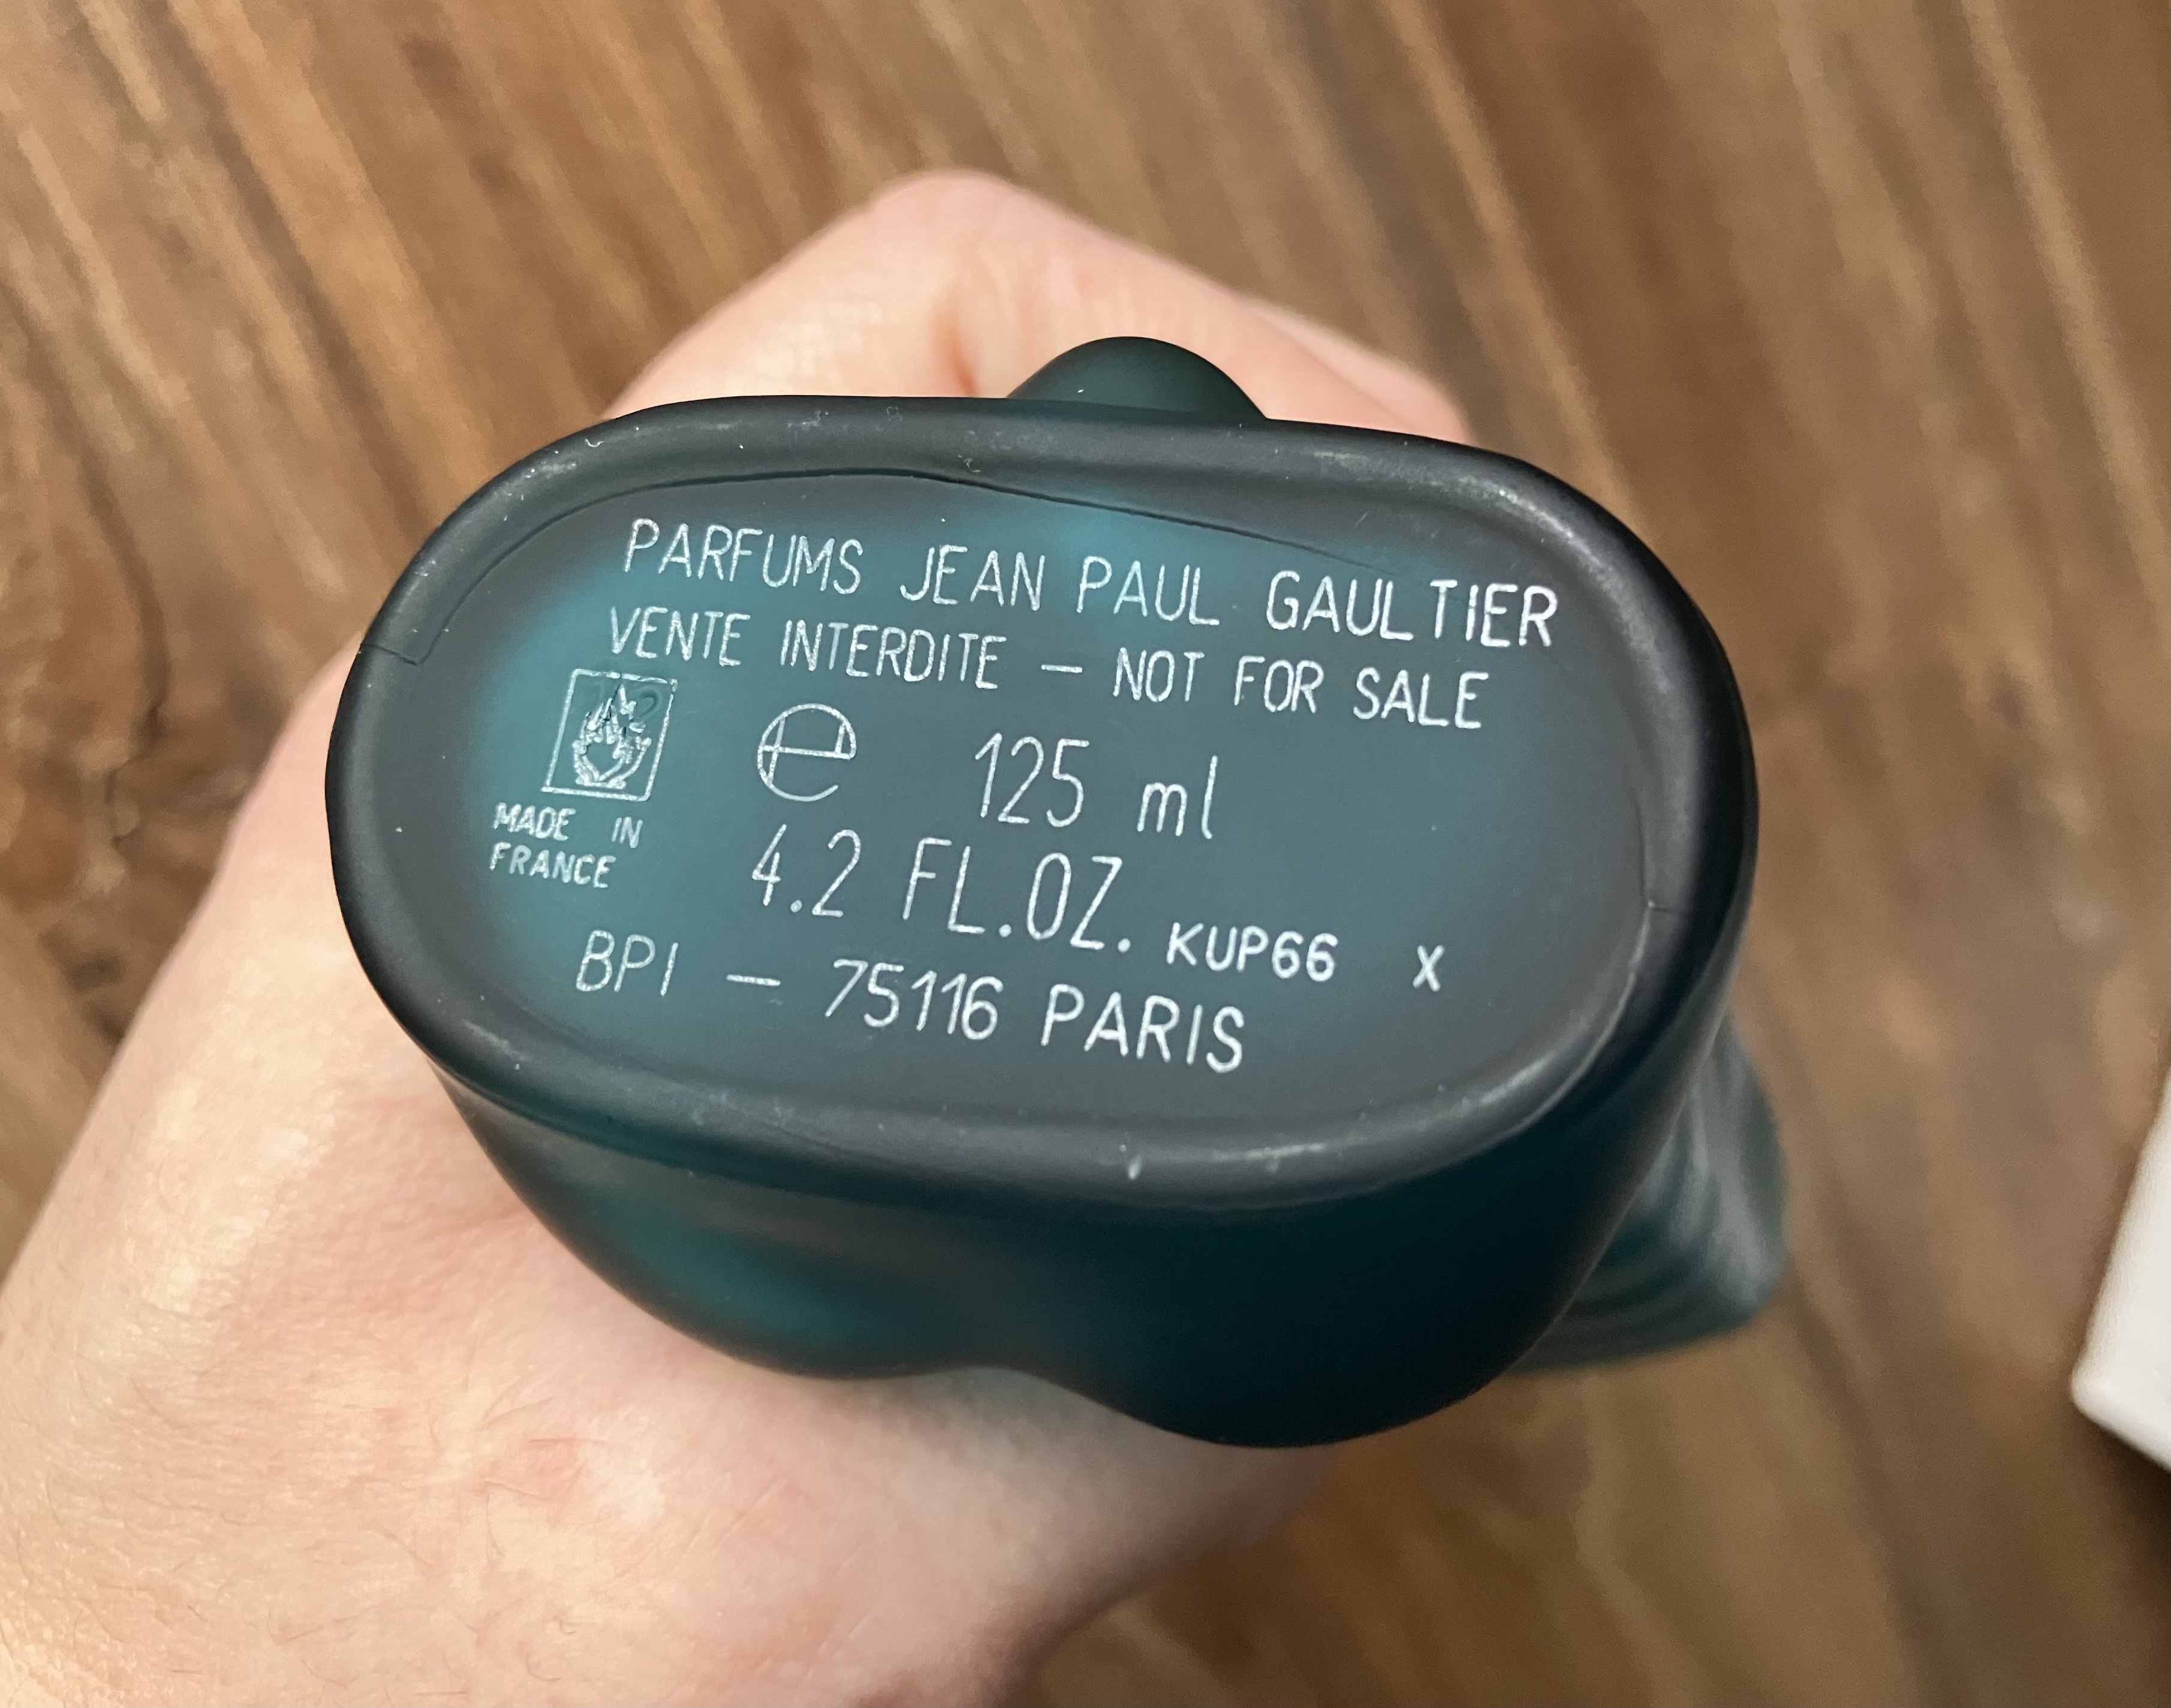 PARFUMS JEAN PAUL GAULTIER
VENTE INTERDITE – NOT FOR SALE
e 125 ml
MADE IN
FRANCE
4.2 FL.OZ. KUP66 X
BPI – 75116 PARIS